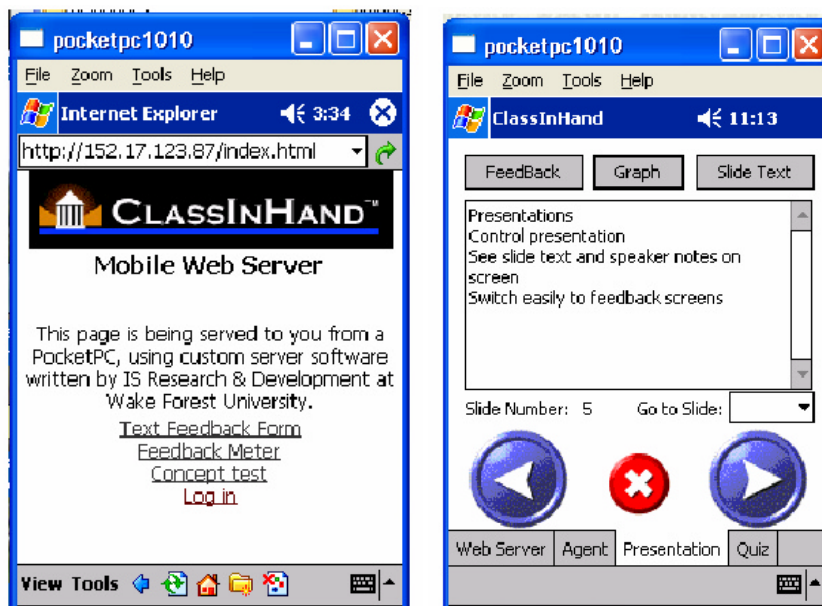 pocketpc1010
File Zoom Tools Help
Internet Explorer 3:34
http://152.17.123.87/index.html
CLASSINHAND™
Mobile Web Server
This page is being served to you from a
PocketPC, using custom server software
written by IS Research & Development at
Wake Forest University.
Text Feedback Form
Feedback Meter
Concept test
Log in
View Tools
pocketpc1010
File Zoom Tools Help
ClassInHand 11:13
FeedBack Graph Slide Text
Presentations
Control presentation
See slide text and speaker notes on
screen
Switch easily to feedback screens
Slide Number: 5 Go to Slide:
Web Server Agent Presentation Quiz